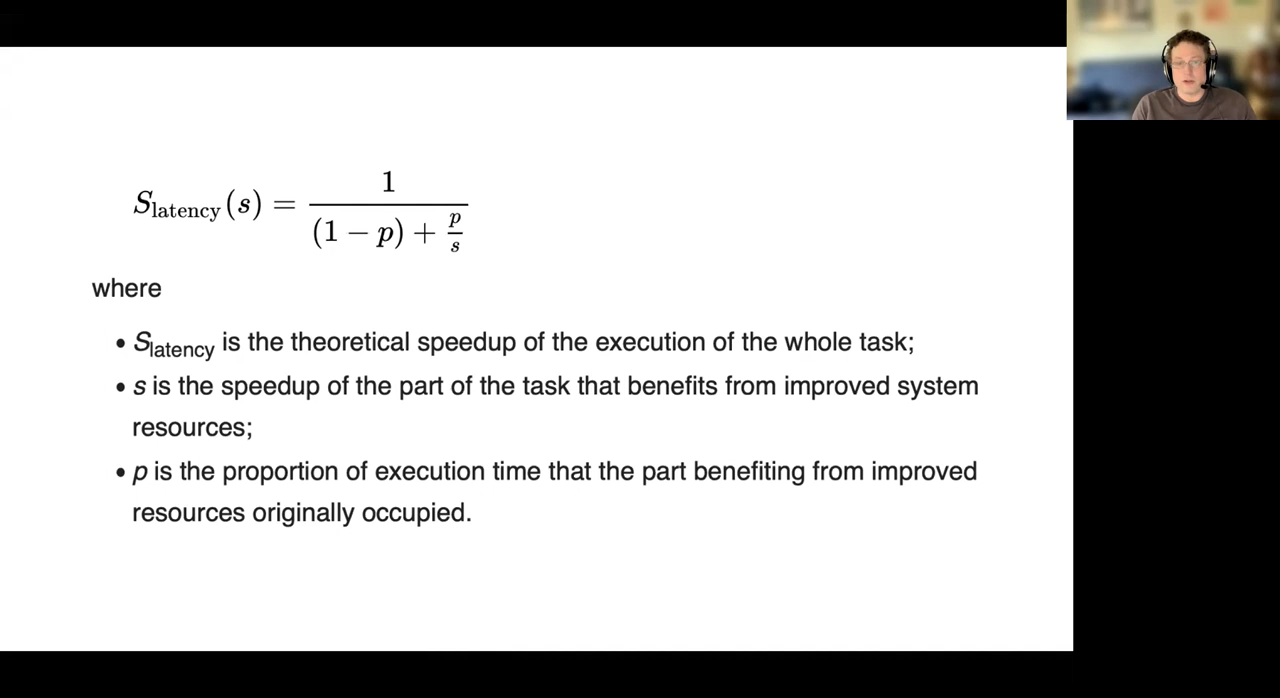 S_latency(s) = \frac{1}{(1 − p) + \frac{p}{s}}
where
• S_latency is the theoretical speedup of the execution of the whole task;
• s is the speedup of the part of the task that benefits from improved system
resources;
• p is the proportion of execution time that the part benefiting from improved
resources originally occupied.